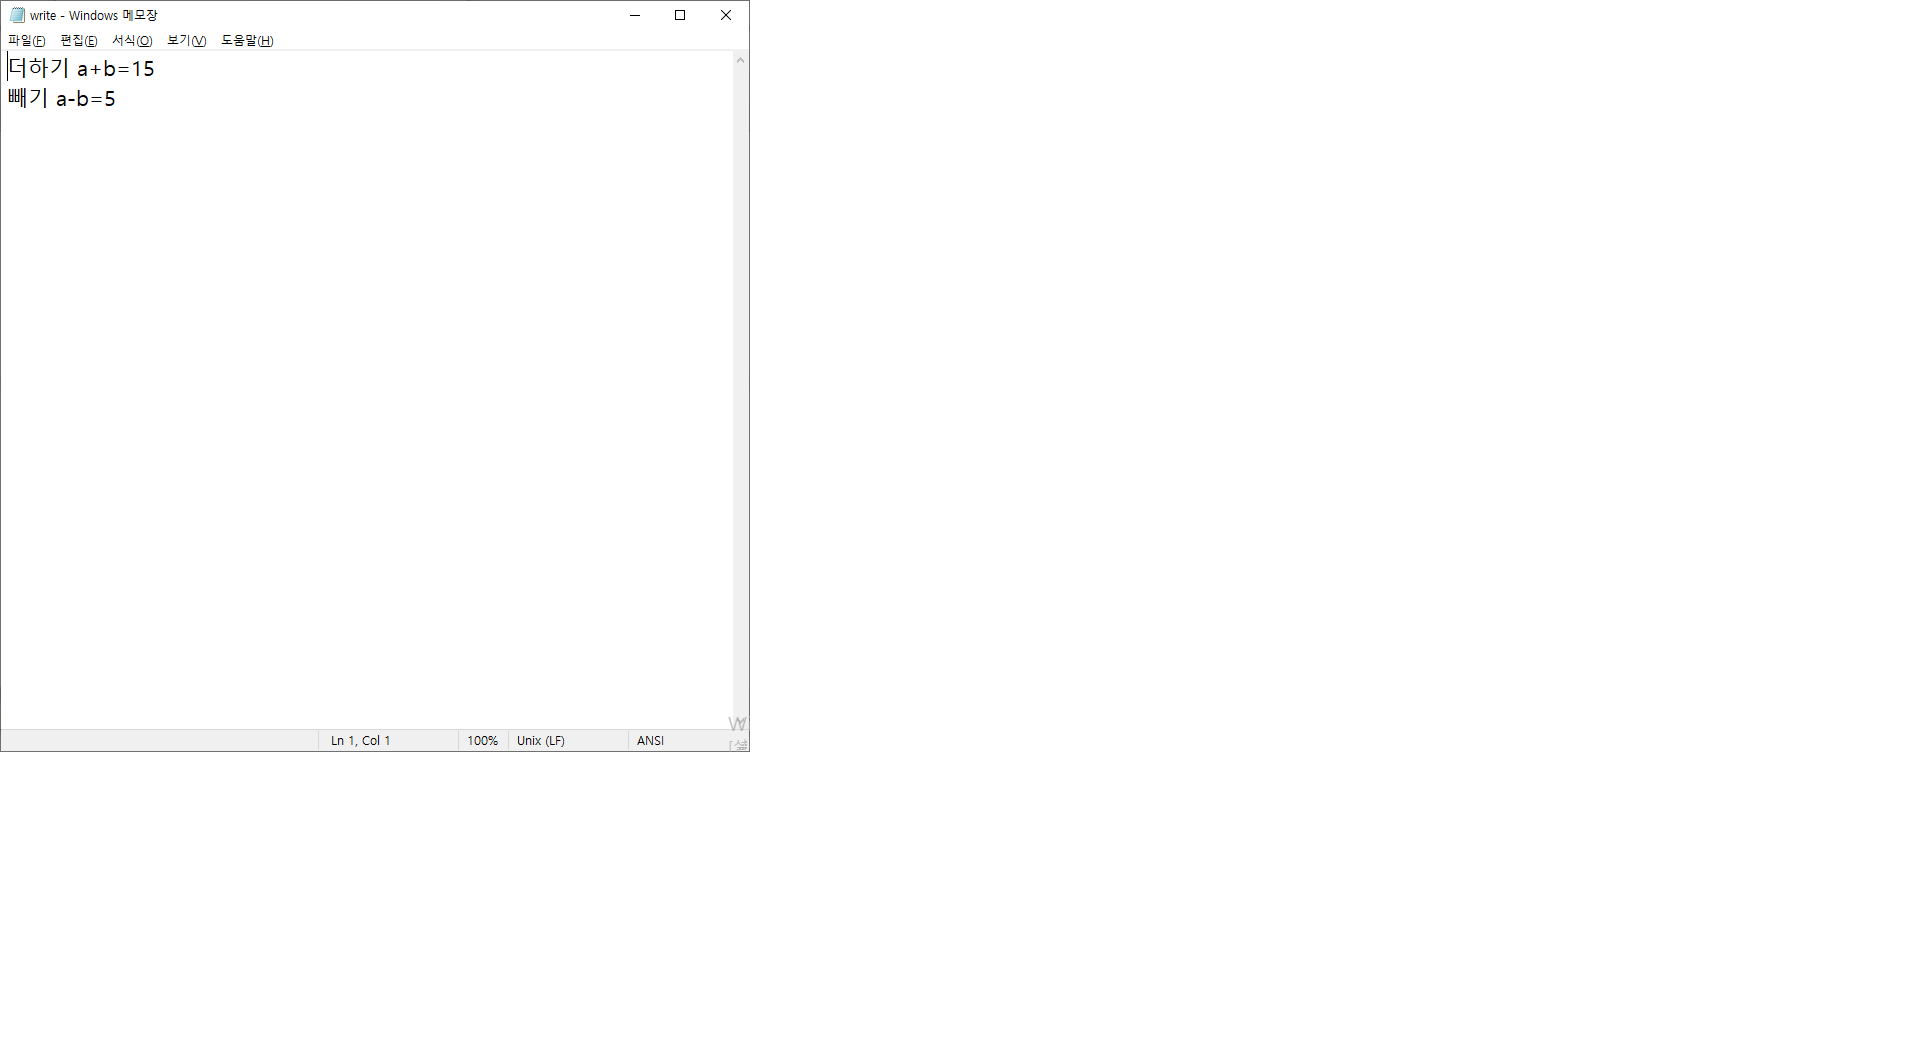 write - Windows 메모장
파일(F) 편집(E) 서식(O) 보기(V) 도움말(H)
더하기 a+b=15
빼기 a-b=5
Ln 1, Col 1 100% Unix (LF) ANSI